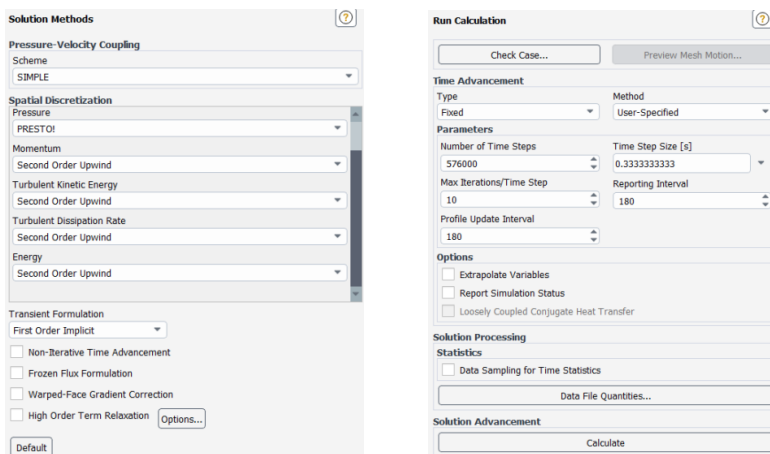 Solution Methods
?
Pressure-Velocity Coupling
Scheme
SIMPLE
Spatial Discretization
Pressure
PRESTO!
Momentum
Second Order Upwind
Turbulent Kinetic Energy
Second Order Upwind
Turbulent Dissipation Rate
Second Order Upwind
Energy
Second Order Upwind
Transient Formulation
First Order Implicit
Non-Iterative Time Advancement
Frozen Flux Formulation
Warped-Face Gradient Correction
High Order Term Relaxation Options...
Default
Run Calculation
?
Check Case... Preview Mesh Motion...
Time Advancement
Type Method
Fixed User-Specified
Parameters
Number of Time Steps Time Step Size [s]
576000 0.3333333333
Max Iterations/Time Step Reporting Interval
10 180
Profile Update Interval
180
Options
Extrapolate Variables
Report Simulation Status
Loosely Coupled Conjugate Heat Transfer
Solution Processing
Statistics
Data Sampling for Time Statistics
Data File Quantities...
Solution Advancement
Calculate